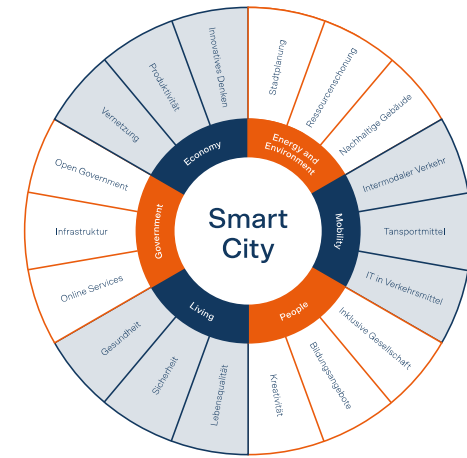 Smart
City
Energy and
Environment
Stadtplanung
Ressourcenschonung
Nachhaltige Gebäude
Mobility
Intermodaler Verkehr
Tansportmittel
IT in Verkehrsmittel
People
Inklusive Gesellschaft
Bildungsangebote
Kreativität
Living
Lebensqualität
Sicherheit
Gesundheit
Government
Online Services
Infrastruktur
Open Government
Economy
Vernetzung
Produktivität
Innovatives Denken